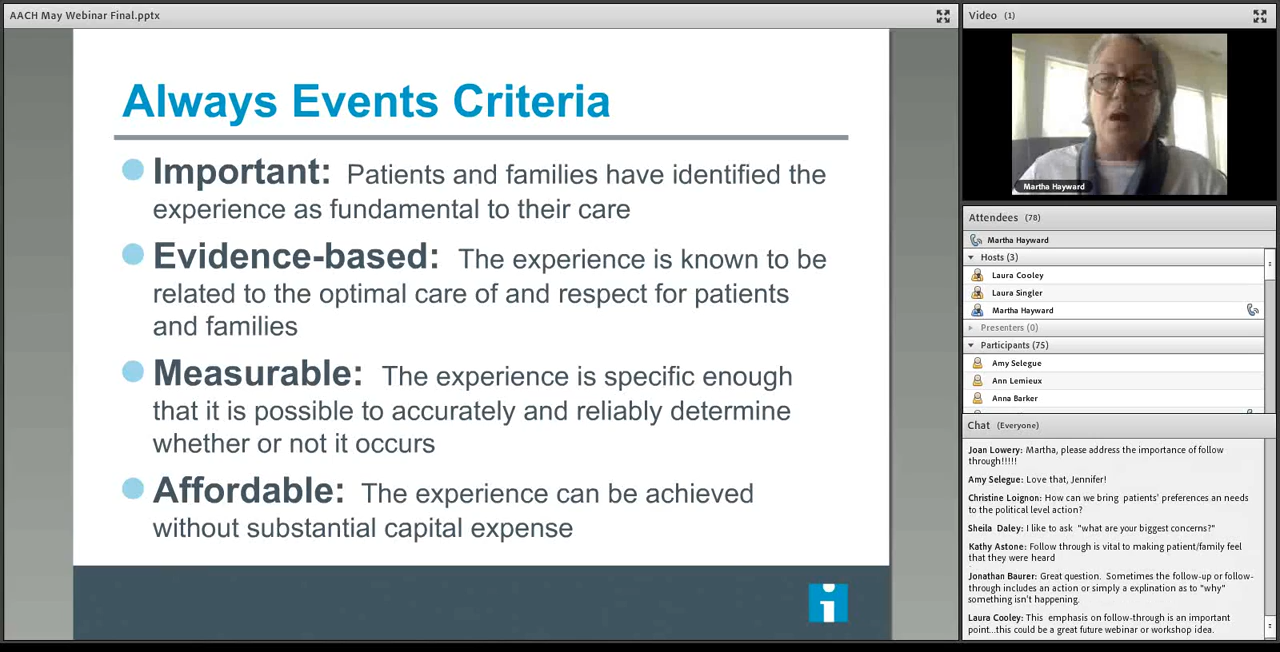 AACH May Webinar Final.pptx
Always Events Criteria
Important: Patients and families have identified the
experience as fundamental to their care
Evidence-based: The experience is known to be
related to the optimal care of and respect for patients
and families
Measurable: The experience is specific enough
that it is possible to accurately and reliably determine
whether or not it occurs
Affordable: The experience can be achieved
without substantial capital expense
i
Video (1)
Martha Hayward
Attendees (78)
Martha Hayward
Hosts (3)
Laura Cooley
Laura Singler
Martha Hayward
Presenters (0)
Participants (75)
Amy Selegue
Ann Lemieux
Anna Barker
Chat (Everyone)
Joan Lowery: Martha, please address the importance of follow
through!!!!!
Amy Selegue: Love that, Jennifer!
Christine Loignon: How can we bring patients' preferences an needs
to the political level action?
Sheila Daley: I like to ask "what are your biggest concerns?"
Kathy Astone: Follow through is vital to making patient/family feel
that they were heard
Jonathan Baurer: Great question. Sometimes the follow-up or follow-
through includes an action or simply a explination as to "why"
something isn't happening.
Laura Cooley: This emphasis on follow-through is an important
point...this could be a great future webinar or workshop idea.